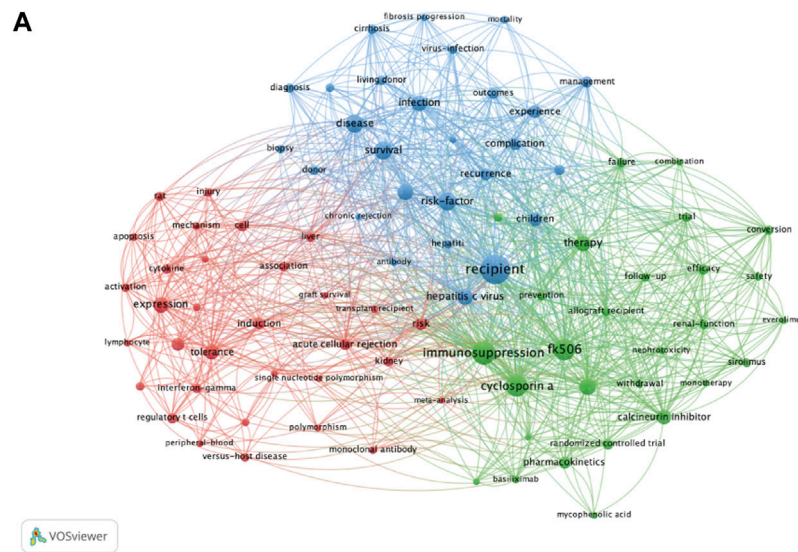 A
fibrosis progression
mortality
cirrhosis
virus-infection
diagnosis
living donor
management
outcomes
infection
experience
disease
complication
biopsy
survival
failure
combination
donor
recurrence
rat
injury
risk-factor
chronic rejection
children
trial
mechanism
cell
conversion
apoptosis
liver
hepatiti
therapy
cytokine
association
antibody
recipient
efficacy
follow-up
safety
activation
graft survival
hepatitis c virus
prevention
expression
transplant recipient
allograft recipient
everolimu
induction
risk
renal-function
lymphocyte
tolerance
acute cellular rejection
immunosuppression
fk506
nephrotoxicity
kidney
sirolimus
single nucleotide polymorphism
interferon-gamma
cyclosporin a
withdrawal
monotherapy
meta-analysis
regulatory t cells
calcineurin inhibitor
polymorphism
peripheral-blood
randomized controlled trial
versus-host disease
monoclonal antibody
pharmacokinetics
basiliximab
mycophenolic acid
VOSviewer